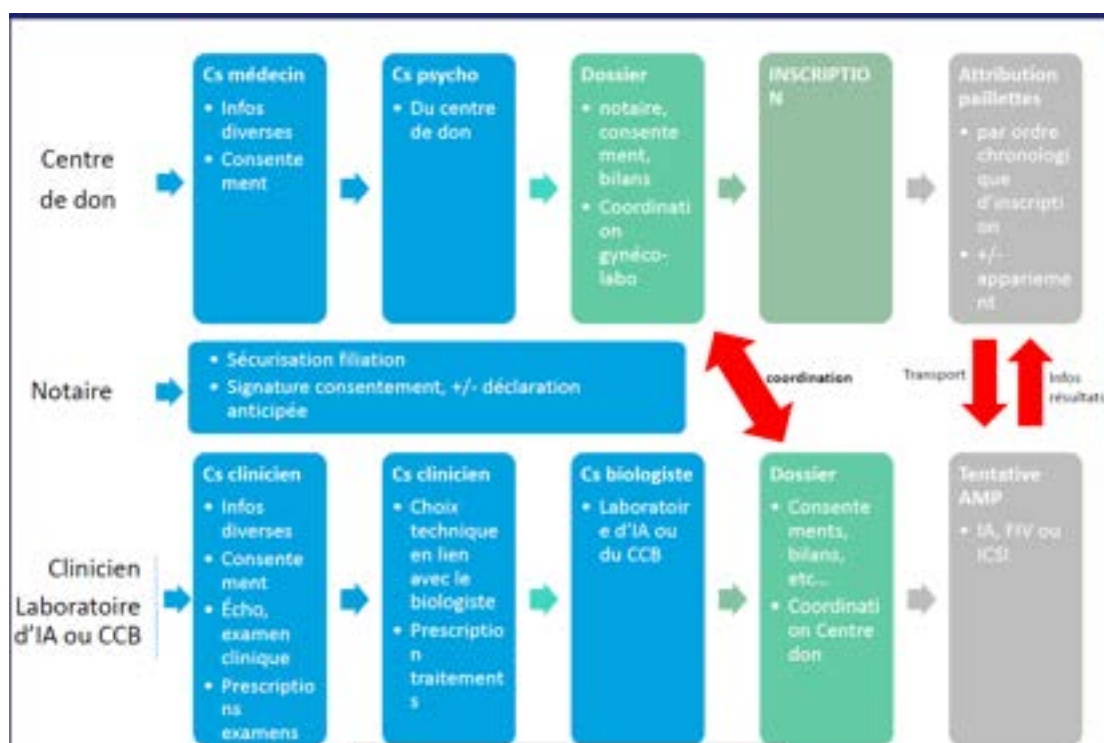 Centre
de don
Cs médecin
• Infos
diverses
• Consente
ment
Cs psycho
• Du centre
de don
Dossier
• notaire,
consente
ment,
bilans
• Coordinati
on
gynéco-
labo
INSCRIPTIO
N
Attribution
paillettes
• par ordre
chronologi
que
d'inscripti
on
• +/-
apparieme
nt
Notaire
• Sécurisation filiation
• Signature consentement, +/- déclaration
anticipée
coordination
Transport
Infos
résultats
Clinicien
Laboratoire
d'IA ou CCB
Cs clinicien
• Infos
diverses
• Consente
ment
• Écho,
examen
clinique
• Prescriptio
ns
examens
Cs clinicien
• Choix
technique
en lien
avec le
biologiste
• Prescriptio
n
traitement
s
Cs biologiste
• Laboratoir
e d'IA ou
du CCB
Dossier
• Consente
ments,
bilans,
etc...
• Coordinati
on Centre
don
Tentative
AMP
• IA, FIV ou
ICSI